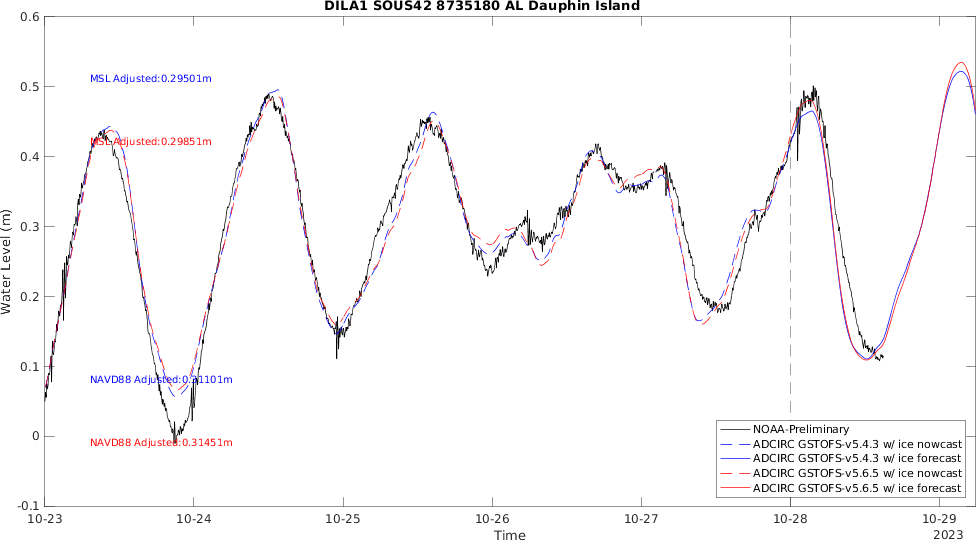 DILA1 SOUS42 8735180 AL Dauphin Island
0.6
0.5
0.4
0.3
0.2
0.1
0
-0.1
Water Level (m)
MSL Adjusted:0.29501m
MSL Adjusted:0.29851m
NAVD88 Adjusted:0.31101m
NAVD88 Adjusted:0.31451m
NOAA-Preliminary
ADCIRC GSTOFS-v5.4.3 w/ ice nowcast
ADCIRC GSTOFS-v5.4.3 w/ ice forecast
ADCIRC GSTOFS-v5.6.5 w/ ice nowcast
ADCIRC GSTOFS-v5.6.5 w/ ice forecast
10-23 10-24 10-25 10-26 10-27 10-28 10-29
Time
2023